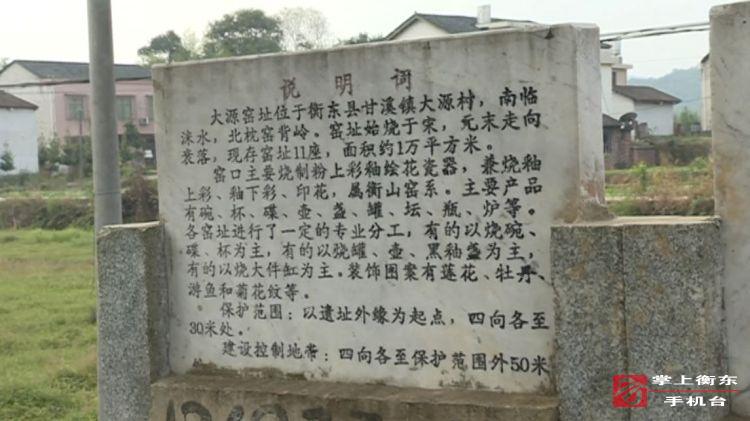 说明词
大源窑址位于衡东县甘溪镇大源村，南临
洣水，北枕窑背岭。窑址始烧于宋，元末走向
衰落，现存窑址11座，面积约1万平方米。
窑口主要烧制粉上彩釉绘花瓷器，兼烧釉
上彩、釉下彩、印花，属衡山窑系。主要产品
有碗、杯、碟、壶、盏、罐、坛、瓶、炉等。
各窑址进行了一定的专业分工，有的以烧碗、
碟、杯为主，有的以烧罐、壶、黑釉盏为主，
有的以烧大件缸为主。装饰图案有莲花、牡丹、
游鱼和菊花纹等。
保护范围：以遗址外缘为起点，四向各至
30米处。
建设控制地带：四向各至保护范围外50米
掌上衡东
手机台